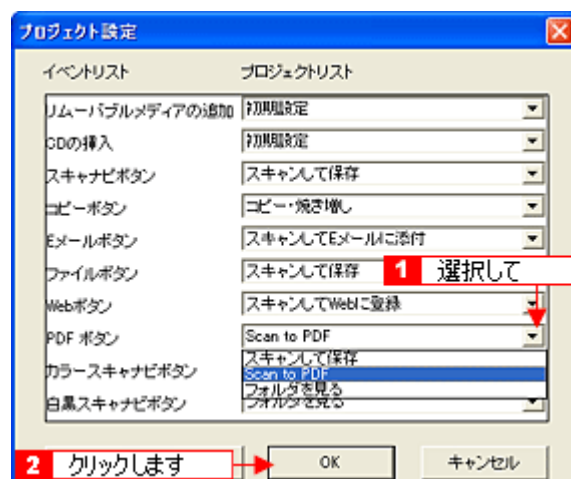 プロジェクト設定
イベントリスト プロジェクトリスト
リムーバブルメディアの追加 初期設定
CDの挿入 初期設定
スキャナビボタン スキャンして保存
コピーボタン コピー・焼き増し
Eメールボタン スキャンしてEメールに添付
ファイルボタン スキャンして保存
1 選択して
Webボタン スキャンしてWebに登録
PDF ボタン Scan to PDF
スキャンして保存
カラースキャナビボタン Scan to PDF
フォルダを見る
白黒スキャナビボタン フォルダを見る
2 クリックします OK キャンセル